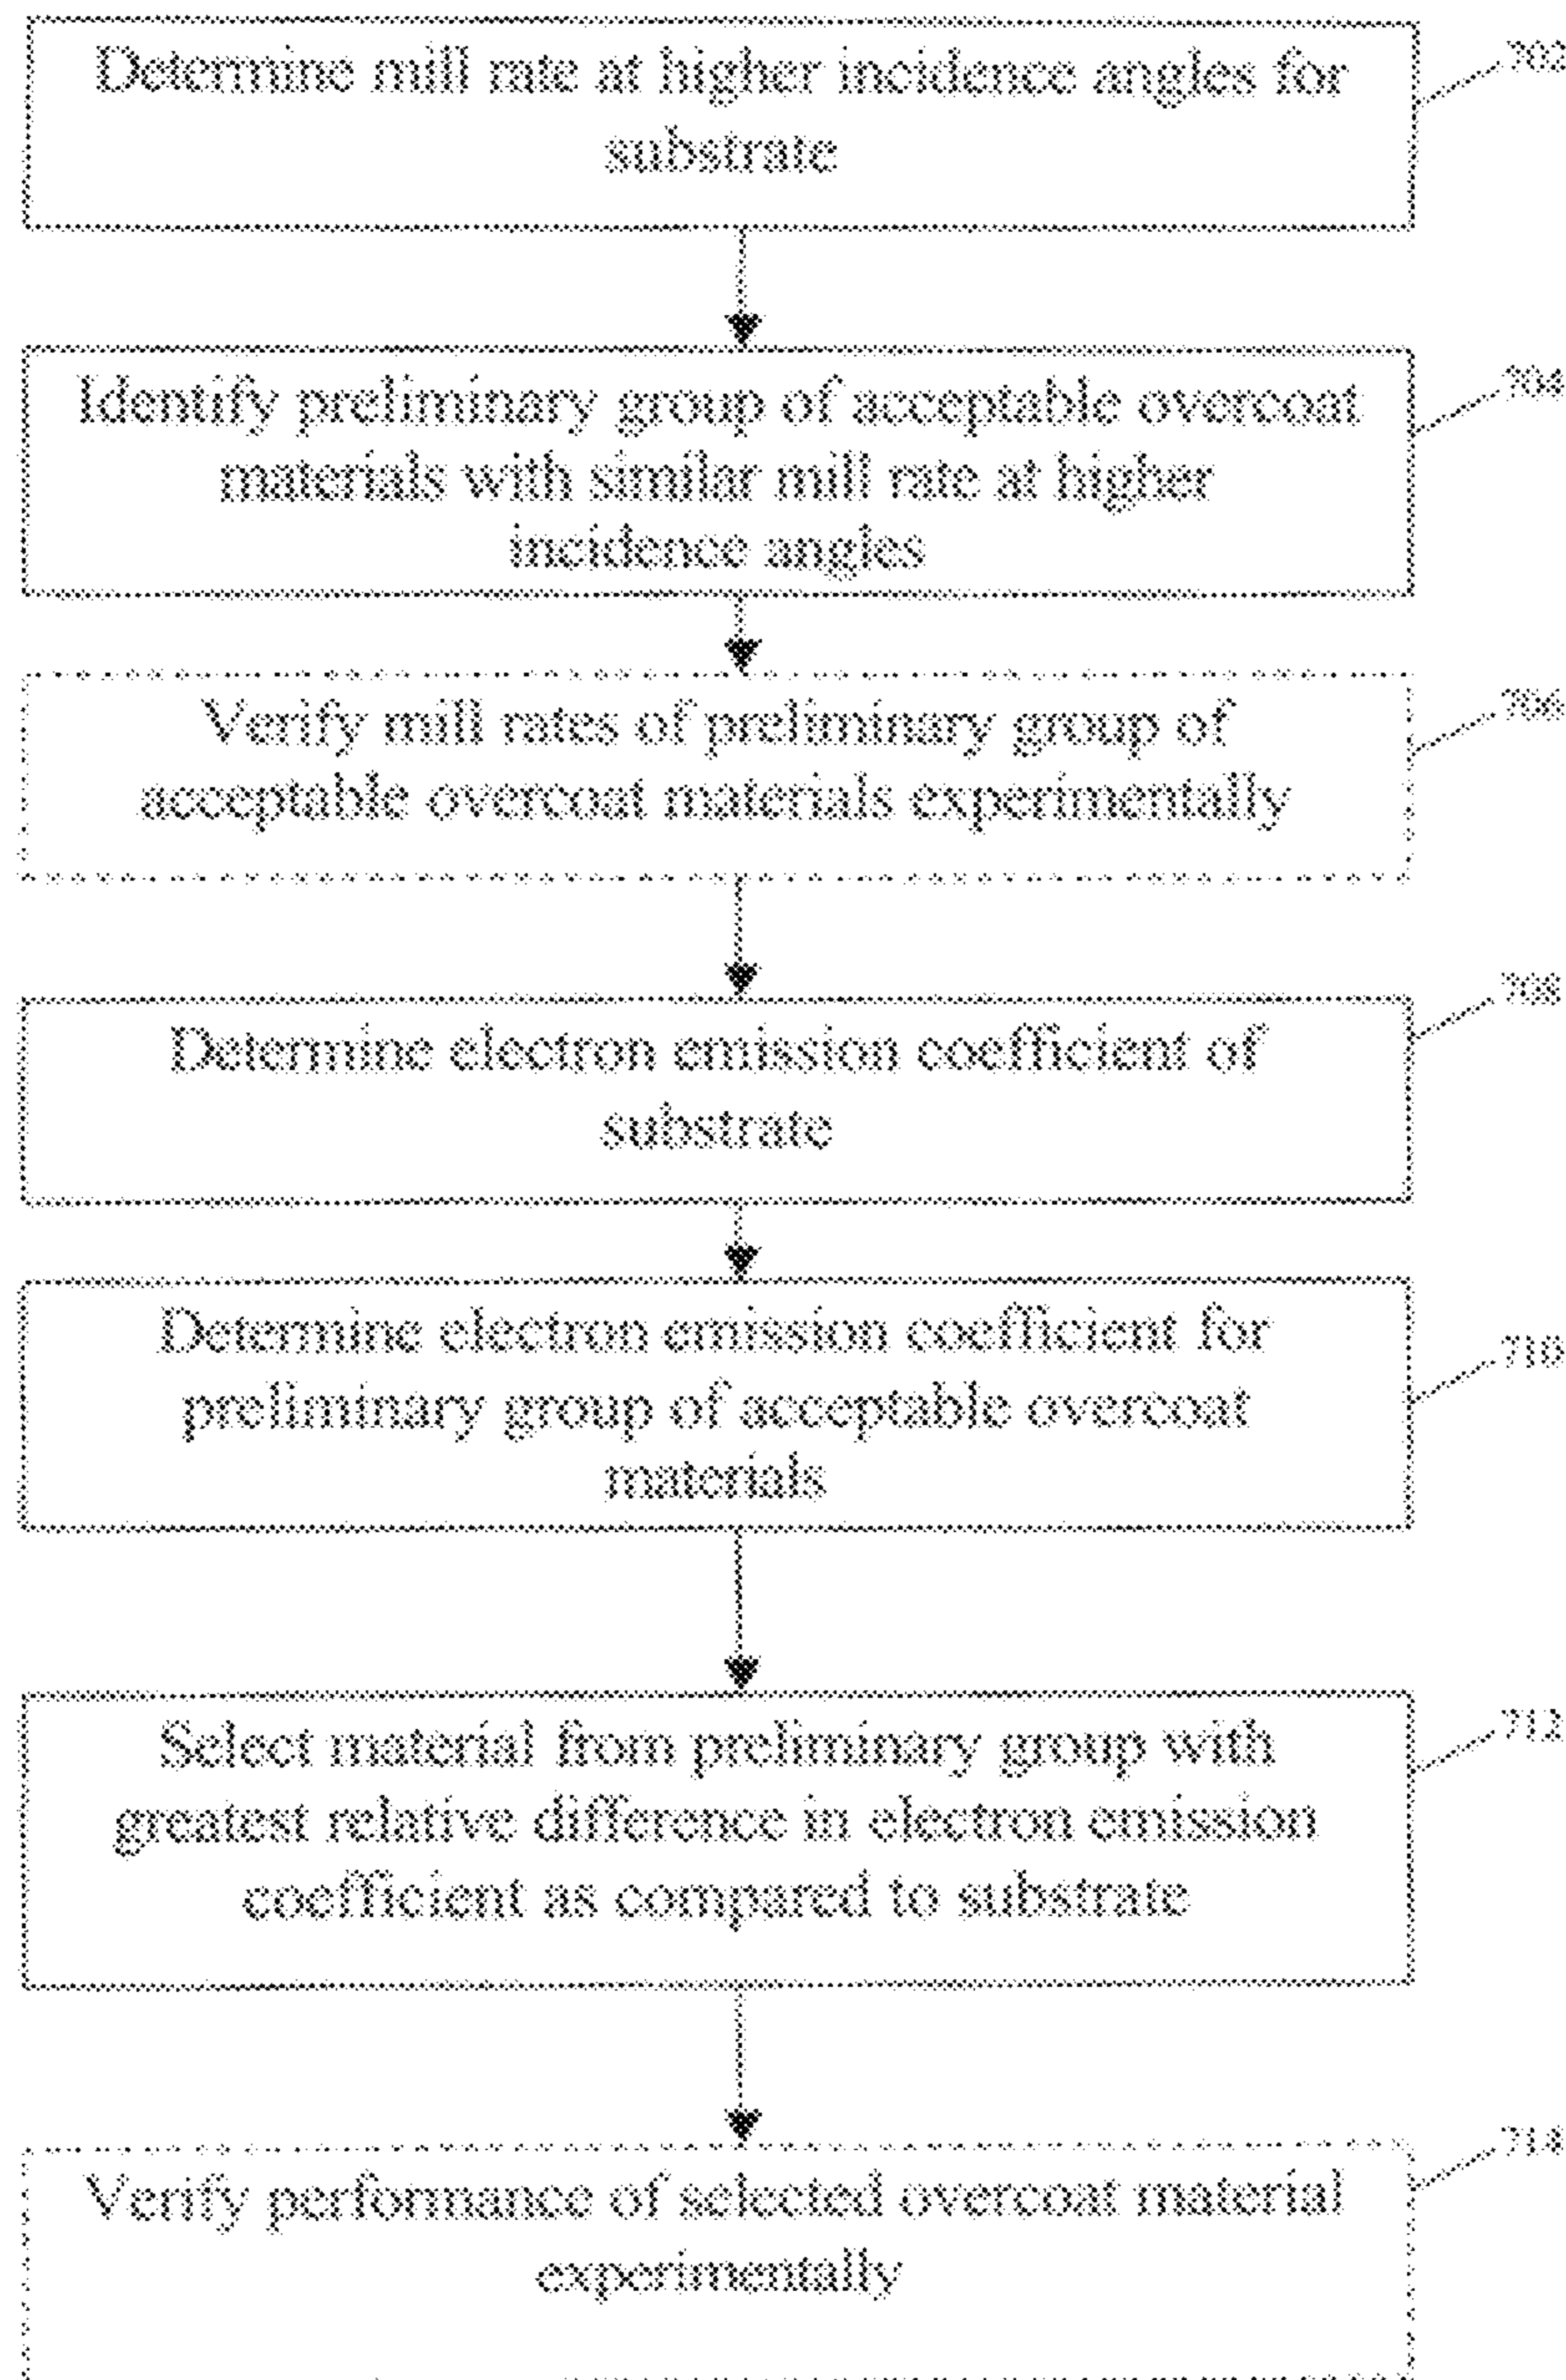 Determine mill rate at higher incidence angles for
substrate
702
Identify preliminary group of acceptable overcoat
materials with similar mill rate at higher
incidence angles
704
Verify mill rates of preliminary group of
acceptable overcoat materials experimentally
706
Determine electron emission coefficient of
substrate
708
Determine electron emission coefficient for
preliminary group of acceptable overcoat
materials
710
Select material from preliminary group with
greatest relative difference in electron emission
coefficient as compared to substrate
712
Verify performance of selected overcoat material
experimentally
714